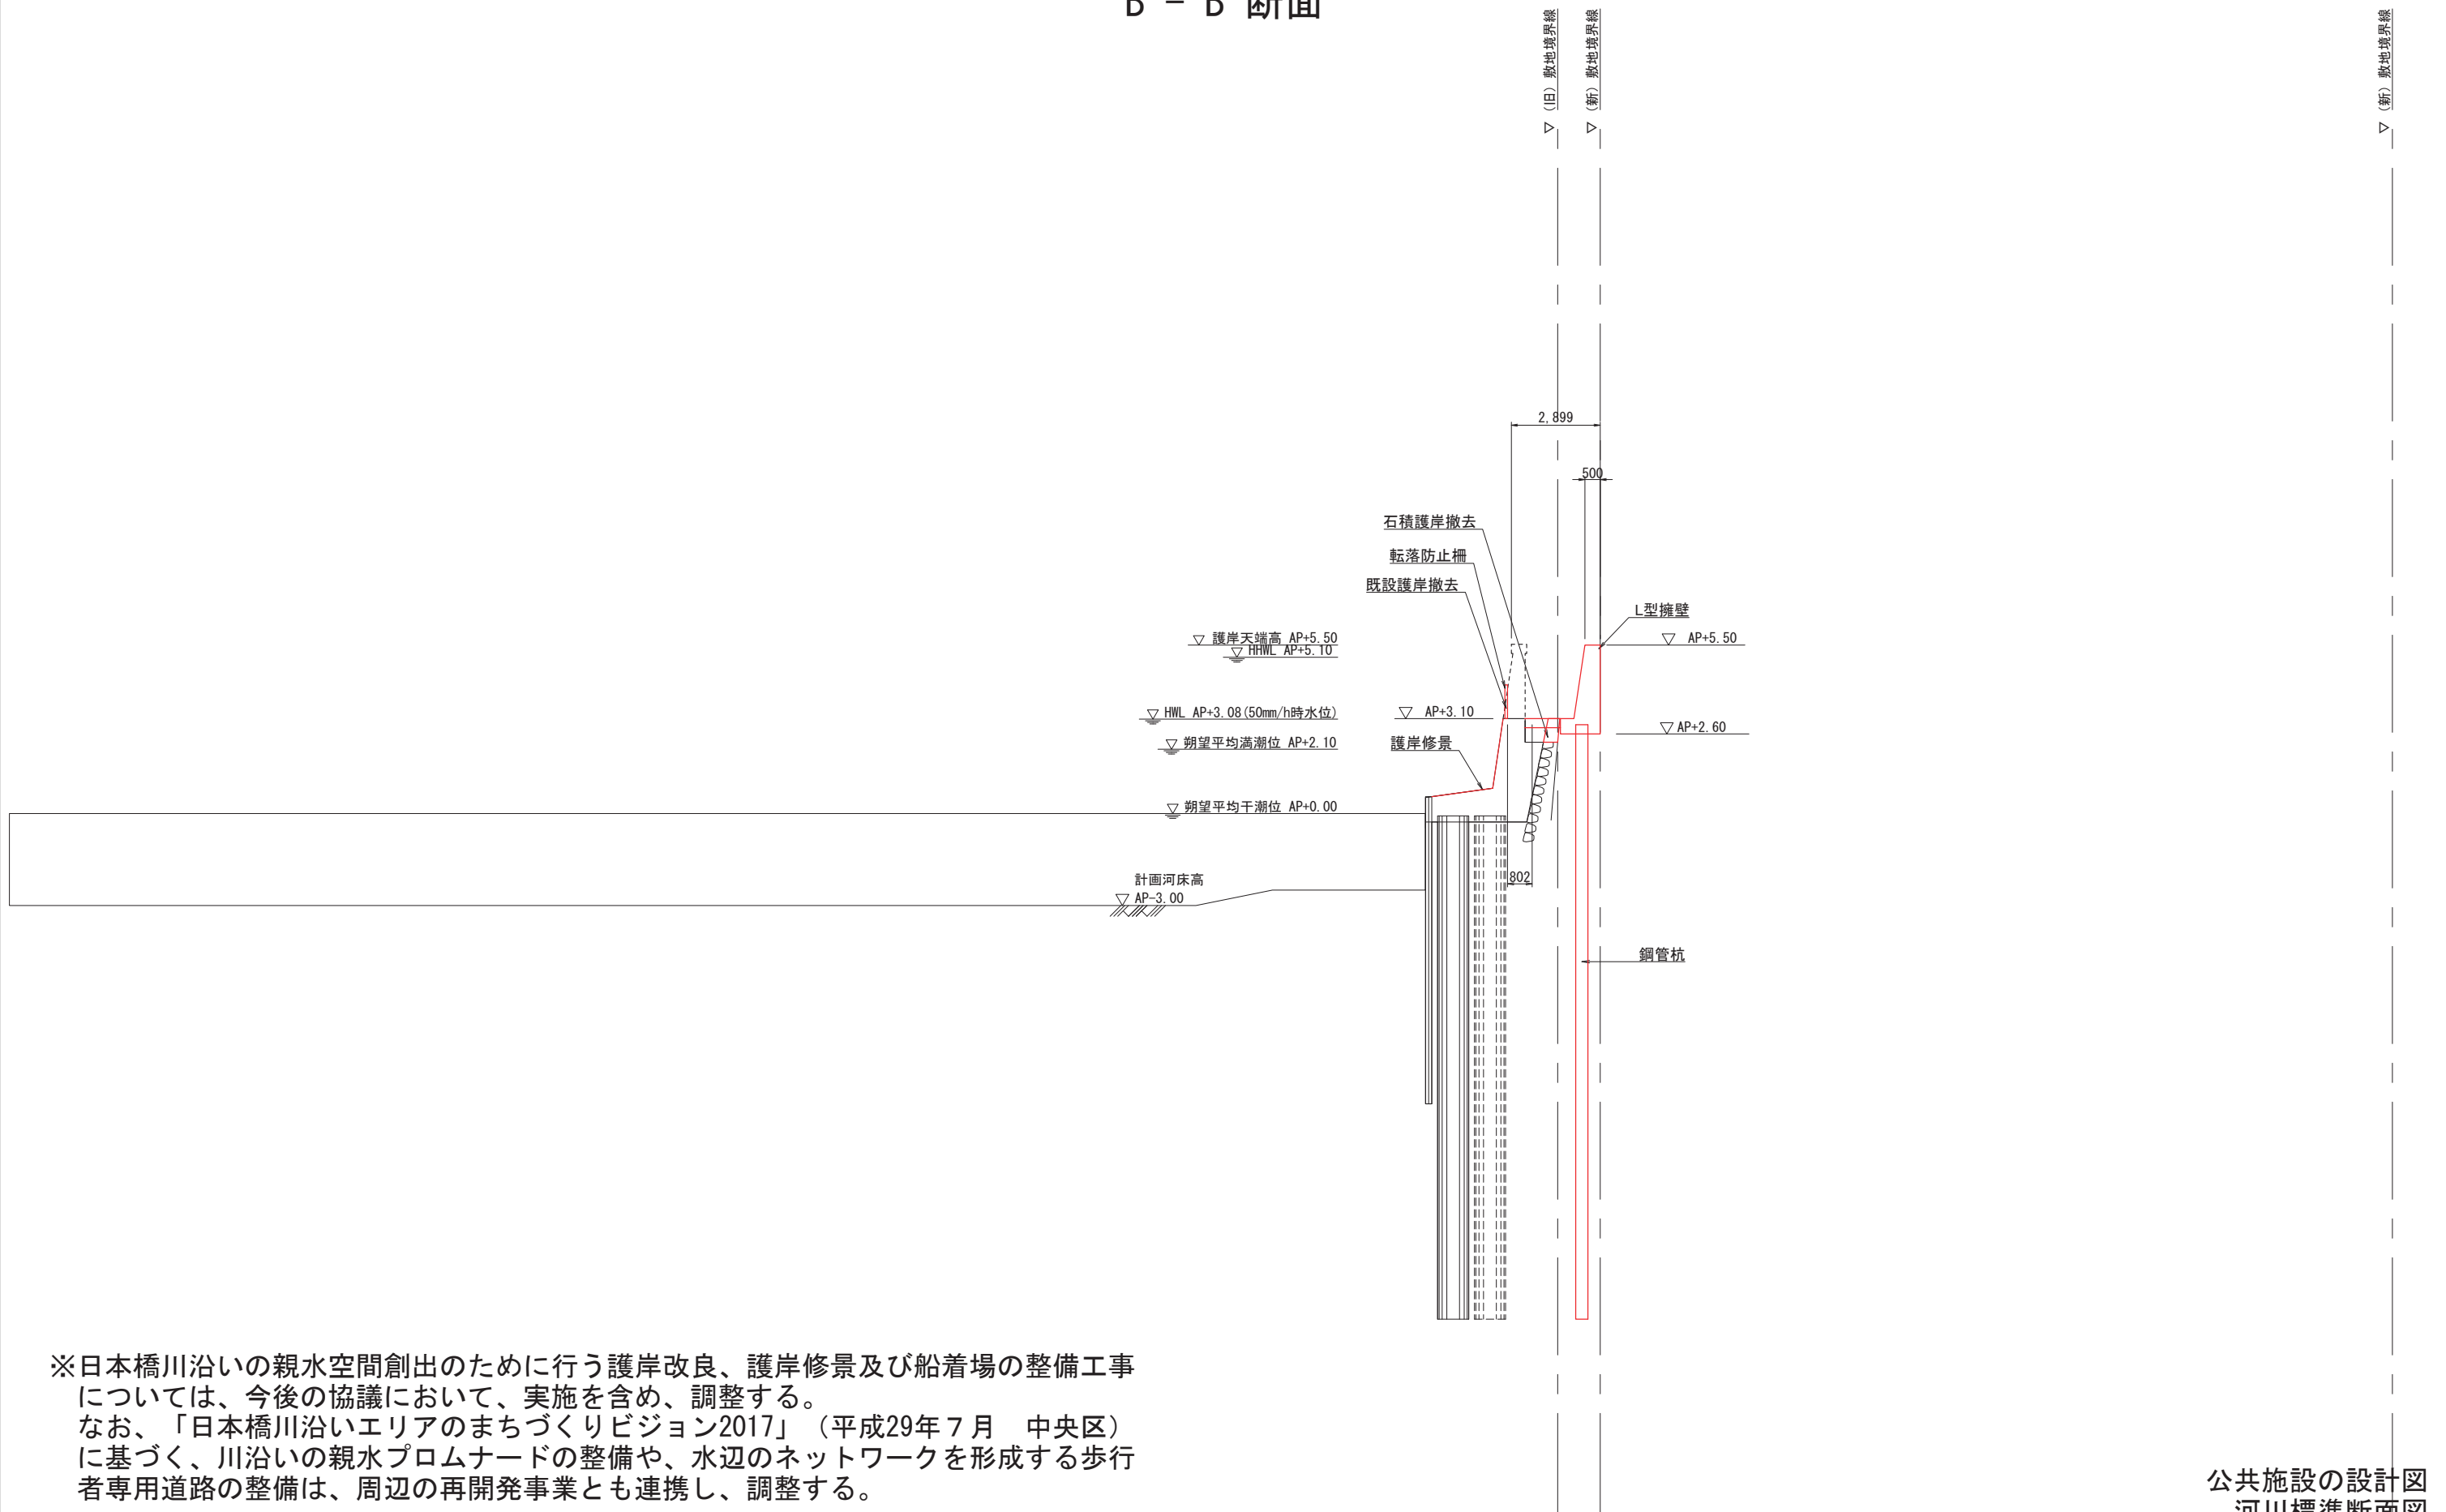 B - B 断面
(旧) 敷地境界線
(新) 敷地境界線
(新) 敷地境界線
2,899
500
石積護岸撤去
転落防止柵
既設護岸撤去
L型擁壁
護岸天端高 AP+5.50
AP+5.50
HHWL AP+5.10
HWL AP+3.08(50mm/h時水位)
AP+3.10
AP+2.60
朔望平均満潮位 AP+2.10
護岸修景
朔望平均干潮位 AP+0.00
計画河床高
AP-3.00
802
鋼管杭
※日本橋川沿いの親水空間創出のために行う護岸改良、護岸修景及び船着場の整備工事
については、今後の協議において、実施を含め、調整する。
なお、「日本橋川沿いエリアのまちづくりビジョン2017」(平成29年7月 中央区)
に基づく、川沿いの親水プロムナードの整備や、水辺のネットワークを形成する歩行
者専用道路の整備は、周辺の再開発事業とも連携し、調整する。
公共施設の設計図
河川標準断面図